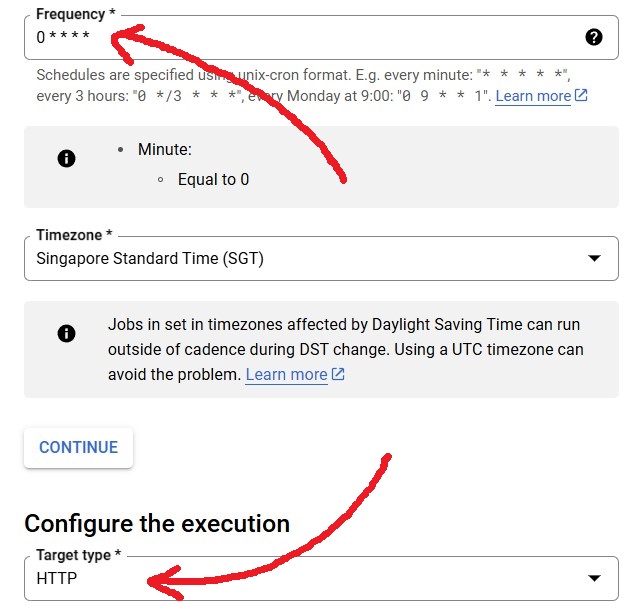 Frequency *
0 * * * *
Schedules are specified using unix-cron format. E.g. every minute: "* * * * *",
every 3 hours: "0 */3 * * *", every Monday at 9:00: "0 9 * * 1". Learn more
Minute:
Equal to 0
Timezone *
Singapore Standard Time (SGT)
Jobs in set in timezones affected by Daylight Saving Time can run
outside of cadence during DST change. Using a UTC timezone can
avoid the problem. Learn more
CONTINUE
Configure the execution
Target type *
HTTP